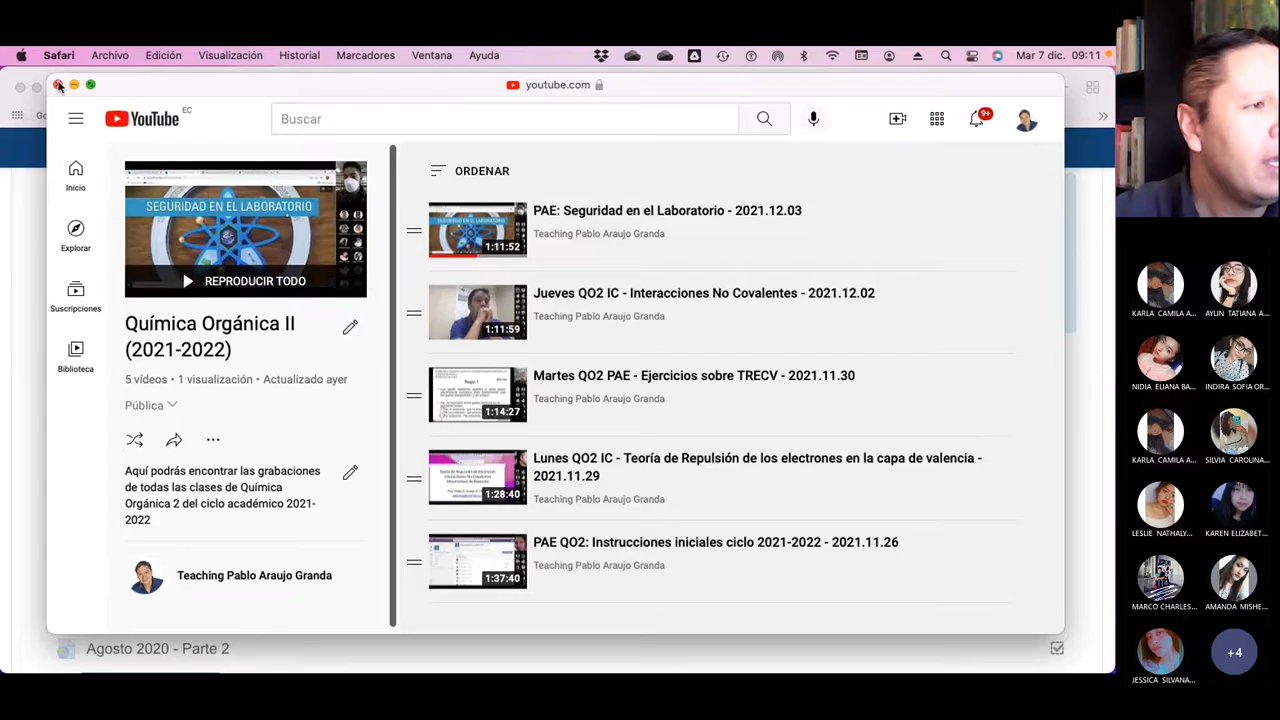 Safari Archivo Edición Visualización Historial Marcadores Ventana Ayuda Mar 7 dic. 09:11
youtube.com
YouTube EC
Buscar
9+
Inicio
Explorar
Suscripciones
Biblioteca
SEGURIDAD EN EL LABORATORIO
REPRODUCIR TODO
Química Orgánica II
(2021-2022)
5 vídeos • 1 visualización • Actualizado ayer
Pública
Aquí podrás encontrar las grabaciones
de todas las clases de Química
Orgánica 2 del ciclo académico 2021-
2022
Teaching Pablo Araujo Granda
ORDENAR
SEGURIDAD EN EL LABORATORIO
1:11:52
PAE: Seguridad en el Laboratorio - 2021.12.03
Teaching Pablo Araujo Granda
1:11:59
Jueves QO2 IC - Interacciones No Covalentes - 2021.12.02
Teaching Pablo Araujo Granda
1:14:27
Martes QO2 PAE - Ejercicios sobre TRECV - 2021.11.30
Teaching Pablo Araujo Granda
1:28:40
Lunes QO2 IC - Teoría de Repulsión de los electrones en la capa de valencia -
2021.11.29
Teaching Pablo Araujo Granda
1:37:40
PAE QO2: Instrucciones iniciales ciclo 2021-2022 - 2021.11.26
Teaching Pablo Araujo Granda
Agosto 2020 - Parte 2
KARLA CAMILA A... AYLIN TATIANA A...
NIDIA ELIANA BA... INDIRA SOFIA OR...
KARLA CAMILA A... SILVIA CAROLINA...
LESLIE NATHALY... KAREN ELIZABET...
MARCO CHARLES... AMANDA MISHE...
JESSICA SILVANA...
+4